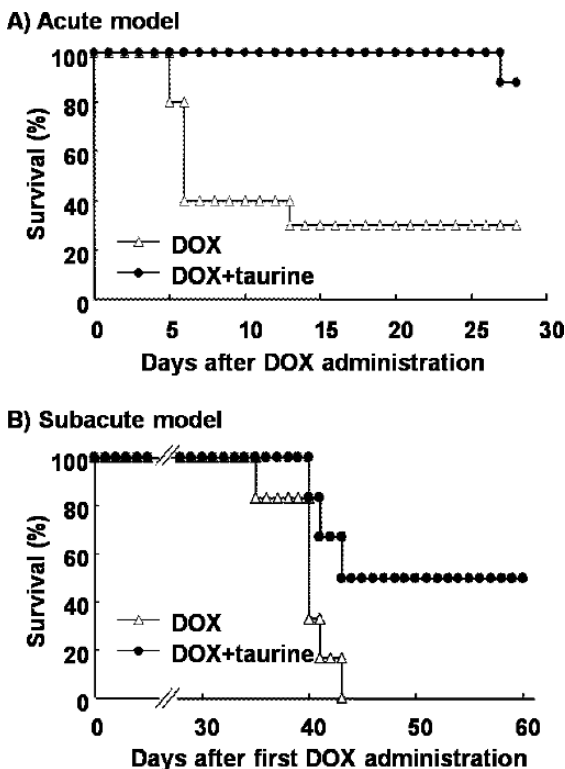 A) Acute model
100
80
60
40
20
0
Survival (%)
DOX
DOX+taurine
0 5 10 15 20 25 30
Days after DOX administration
B) Subacute model
100
80
60
40
20
0
Survival (%)
DOX
DOX+taurine
0 30 40 50 60
Days after first DOX administration